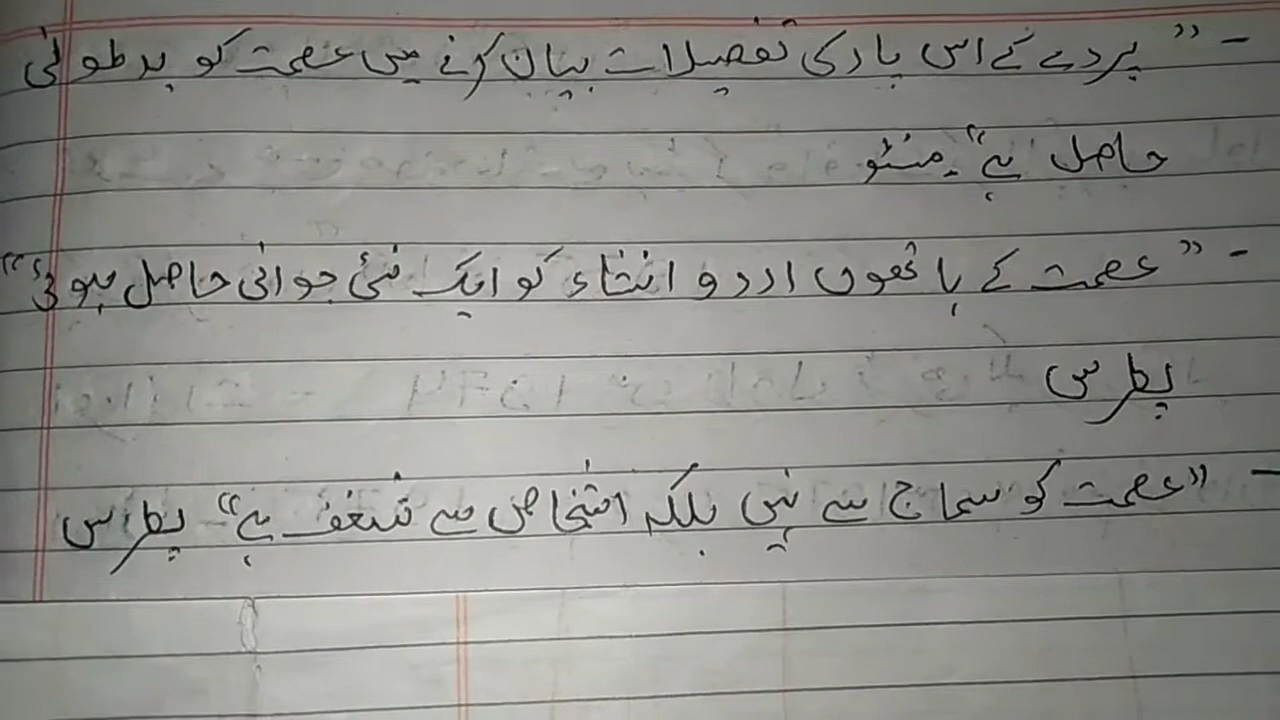 - ”پردے کے اس پار کی تفصیلات بیان کرنے میں عصمت کو ید طولٰی
حاصل ہے“۔ منٹو
- ”عصمت کے ہاتھوں اردو انشاء کو ایک نئی جوانی حاصل ہوئی“
پطرس
- ”عصمت کو سماج سے نہیں بلکہ اشخاص سے شغف ہے“ پطرس